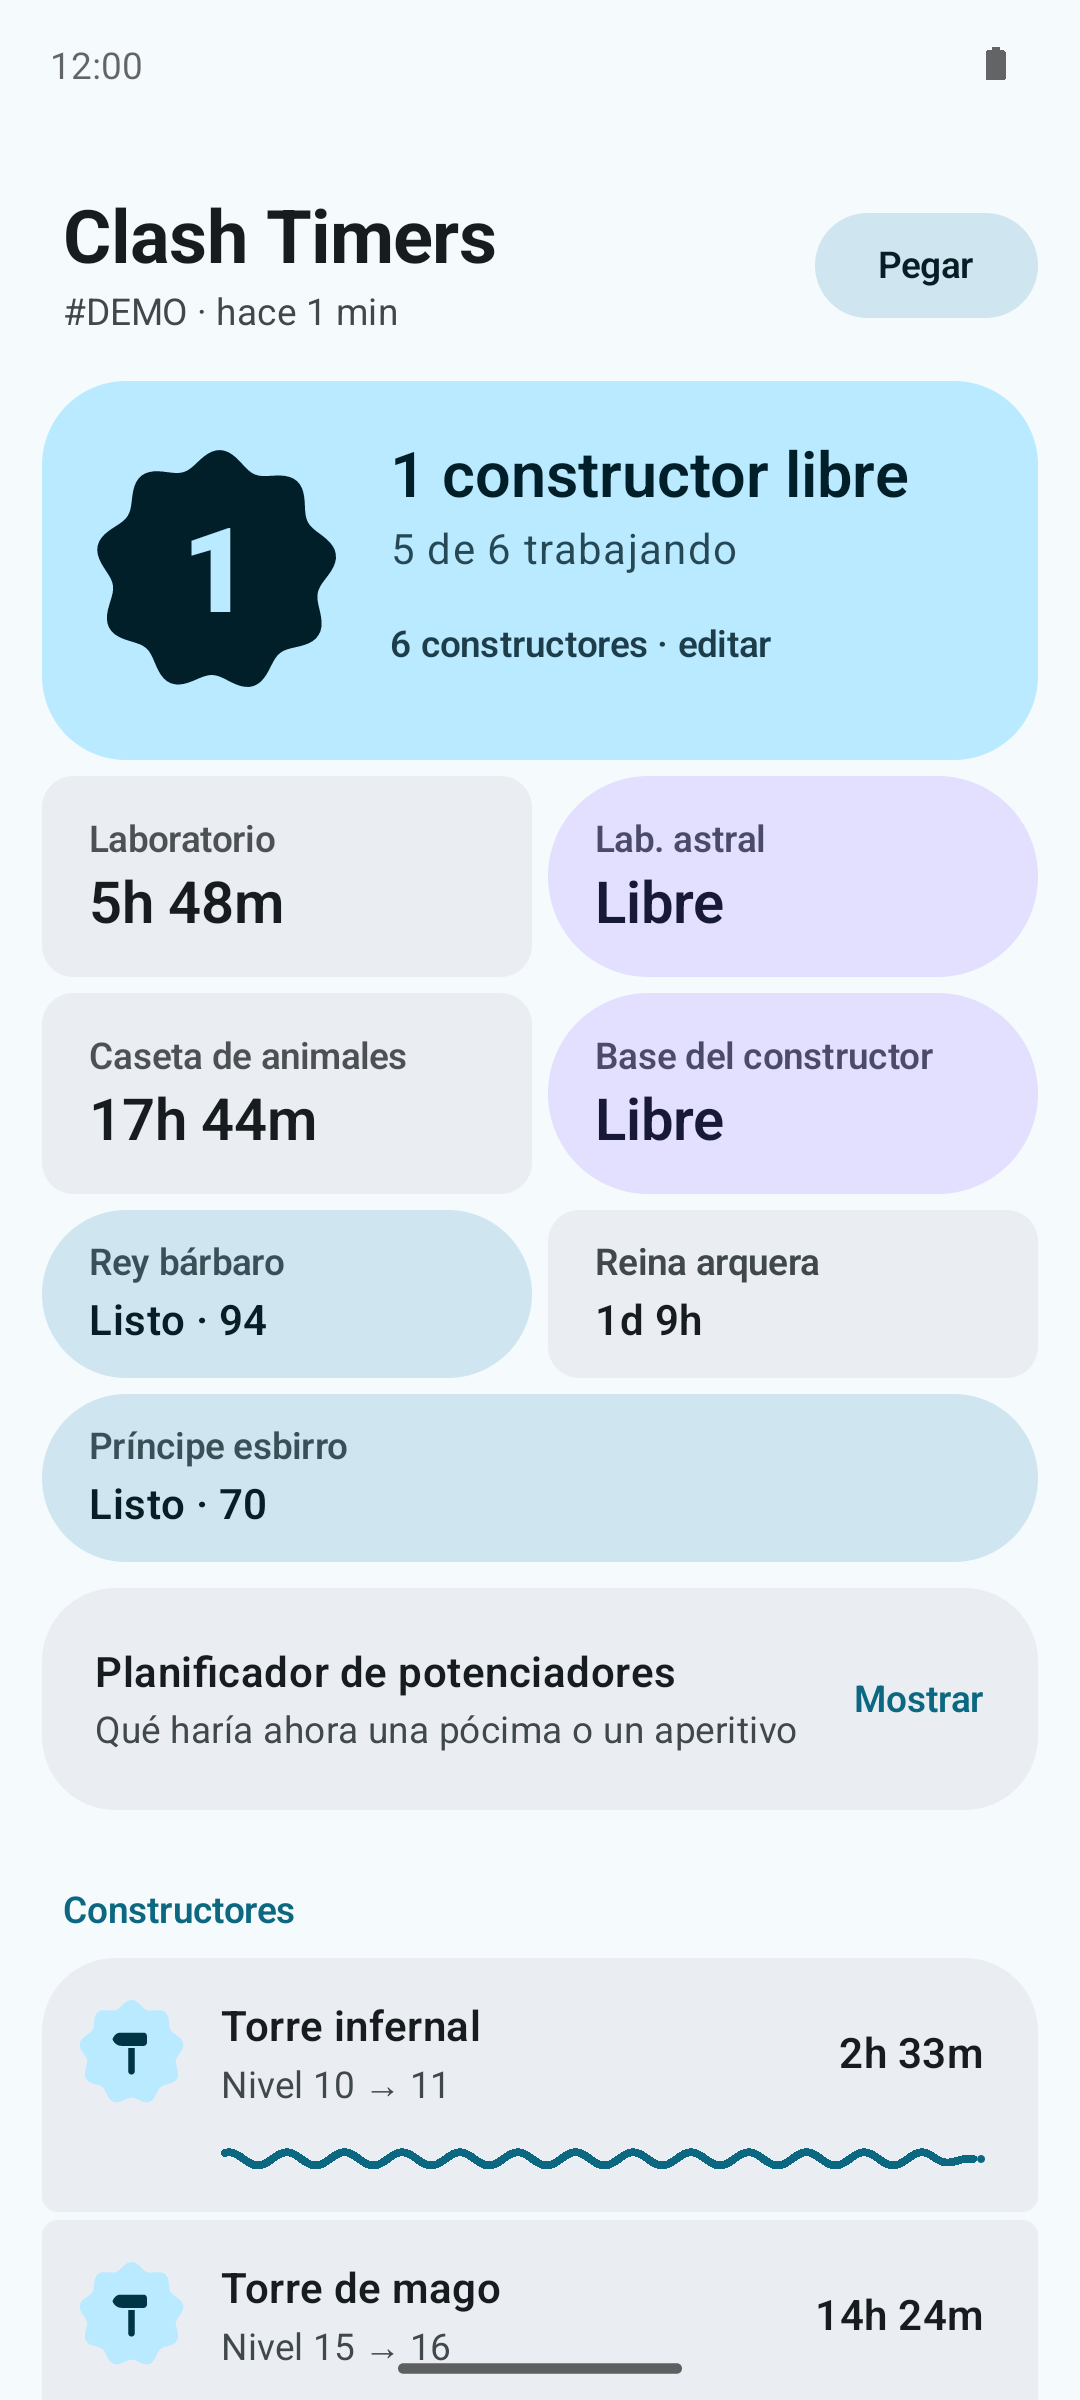 12:00
Clash Timers
#DEMO · hace 1 min
Pegar
1
1 constructor libre
5 de 6 trabajando
6 constructores · editar
Laboratorio
5h 48m
Lab. astral
Libre
Caseta de animales
17h 44m
Base del constructor
Libre
Rey bárbaro
Listo · 94
Reina arquera
1d 9h
Príncipe esbirro
Listo · 70
Planificador de potenciadores
Qué haría ahora una pócima o un aperitivo
Mostrar
Constructores
Torre infernal
Nivel 10 → 11
2h 33m
Torre de mago
Nivel 15 → 16
14h 24m